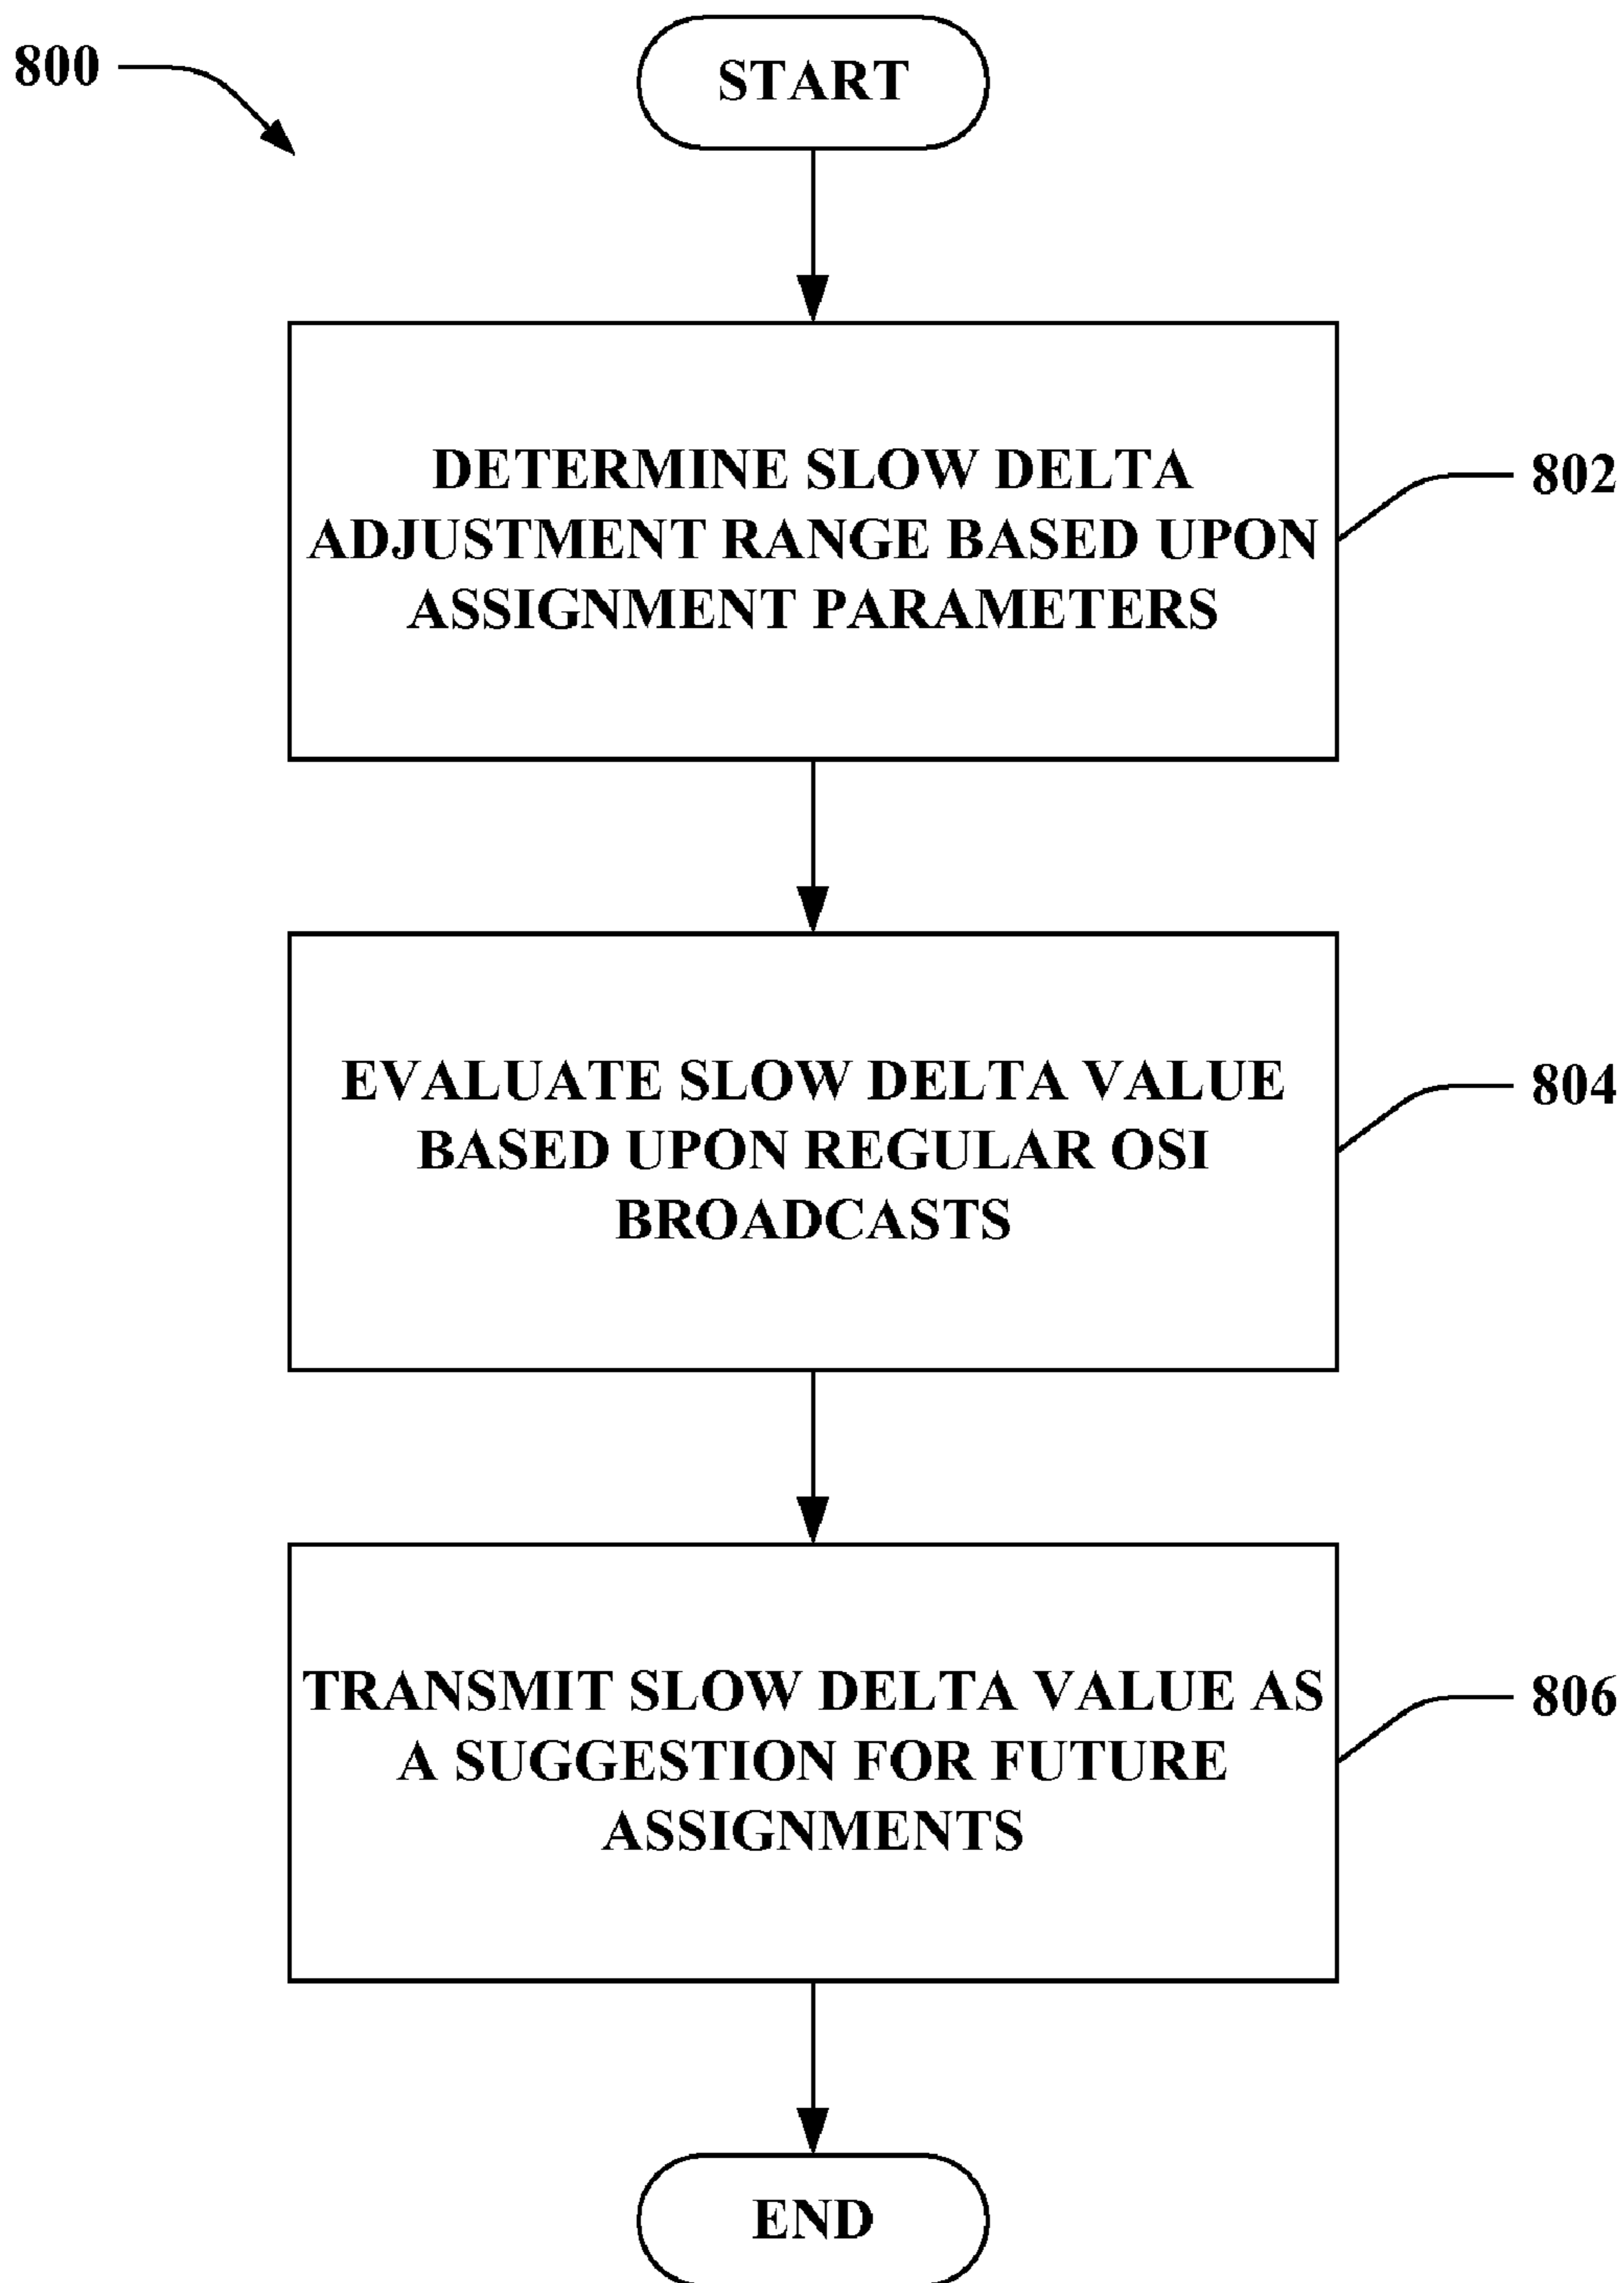 800
START
DETERMINE SLOW DELTA
ADJUSTMENT RANGE BASED UPON
ASSIGNMENT PARAMETERS
802
EVALUATE SLOW DELTA VALUE
BASED UPON REGULAR OSI
BROADCASTS
804
TRANSMIT SLOW DELTA VALUE AS
A SUGGESTION FOR FUTURE
ASSIGNMENTS
806
END